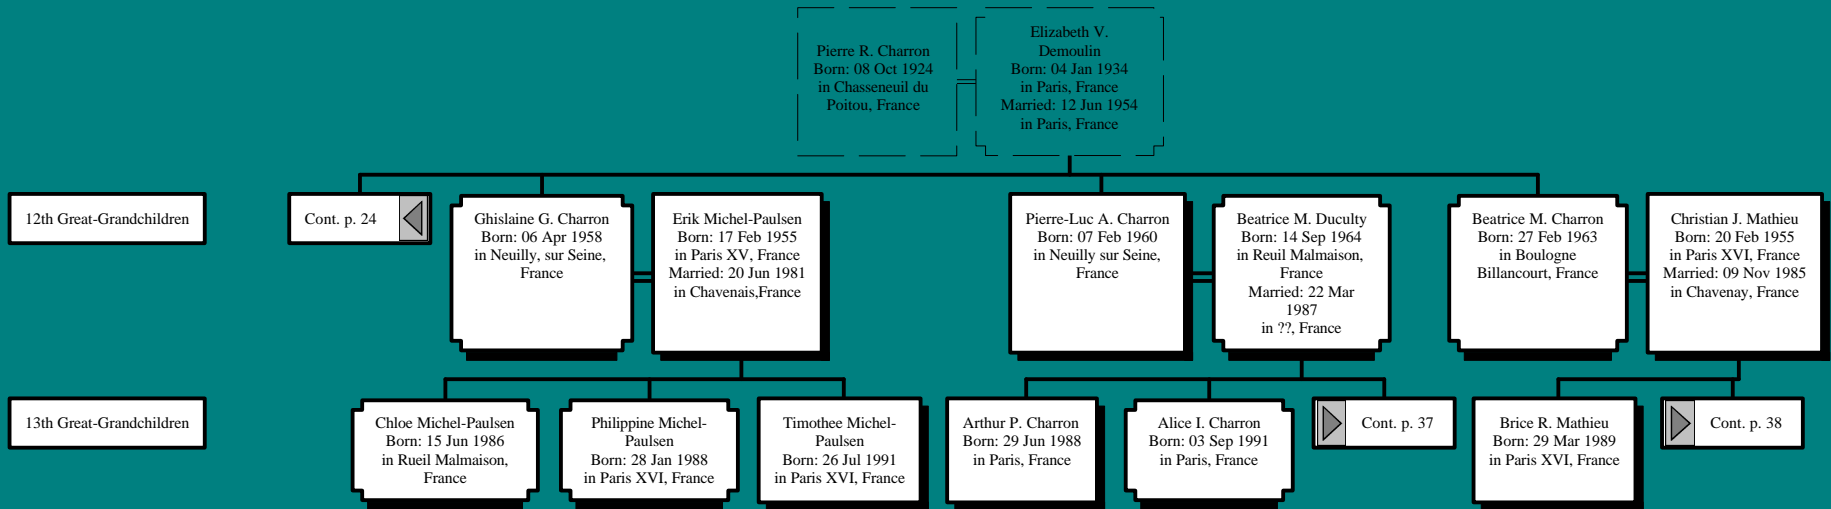 Pierre R. Charron
Born: 08 Oct 1924
in Chasseneuil du
Poitou, France
Elizabeth V.
Demoulin
Born: 04 Jan 1934
in Paris, France
Married: 12 Jun 1954
in Paris, France
12th Great-Grandchildren
Cont. p. 24
Ghislaine G. Charron
Born: 06 Apr 1958
in Neuilly, sur Seine,
France
Erik Michel-Paulsen
Born: 17 Feb 1955
in Paris XV, France
Married: 20 Jun 1981
in Chavenais,France
Pierre-Luc A. Charron
Born: 07 Feb 1960
in Neuilly sur Seine,
France
Beatrice M. Duculty
Born: 14 Sep 1964
in Reuil Malmaison,
France
Married: 22 Mar
1987
in ??, France
Beatrice M. Charron
Born: 27 Feb 1963
in Boulogne
Billancourt, France
Christian J. Mathieu
Born: 20 Feb 1955
in Paris XVI, France
Married: 09 Nov 1985
in Chavenay, France
13th Great-Grandchildren
Chloe Michel-Paulsen
Born: 15 Jun 1986
in Rueil Malmaison,
France
Philippine Michel-
Paulsen
Born: 28 Jan 1988
in Paris XVI, France
Timothee Michel-
Paulsen
Born: 26 Jul 1991
in Paris XVI, France
Arthur P. Charron
Born: 29 Jun 1988
in Paris, France
Alice I. Charron
Born: 03 Sep 1991
in Paris, France
Cont. p. 37
Brice R. Mathieu
Born: 29 Mar 1989
in Paris XVI, France
Cont. p. 38